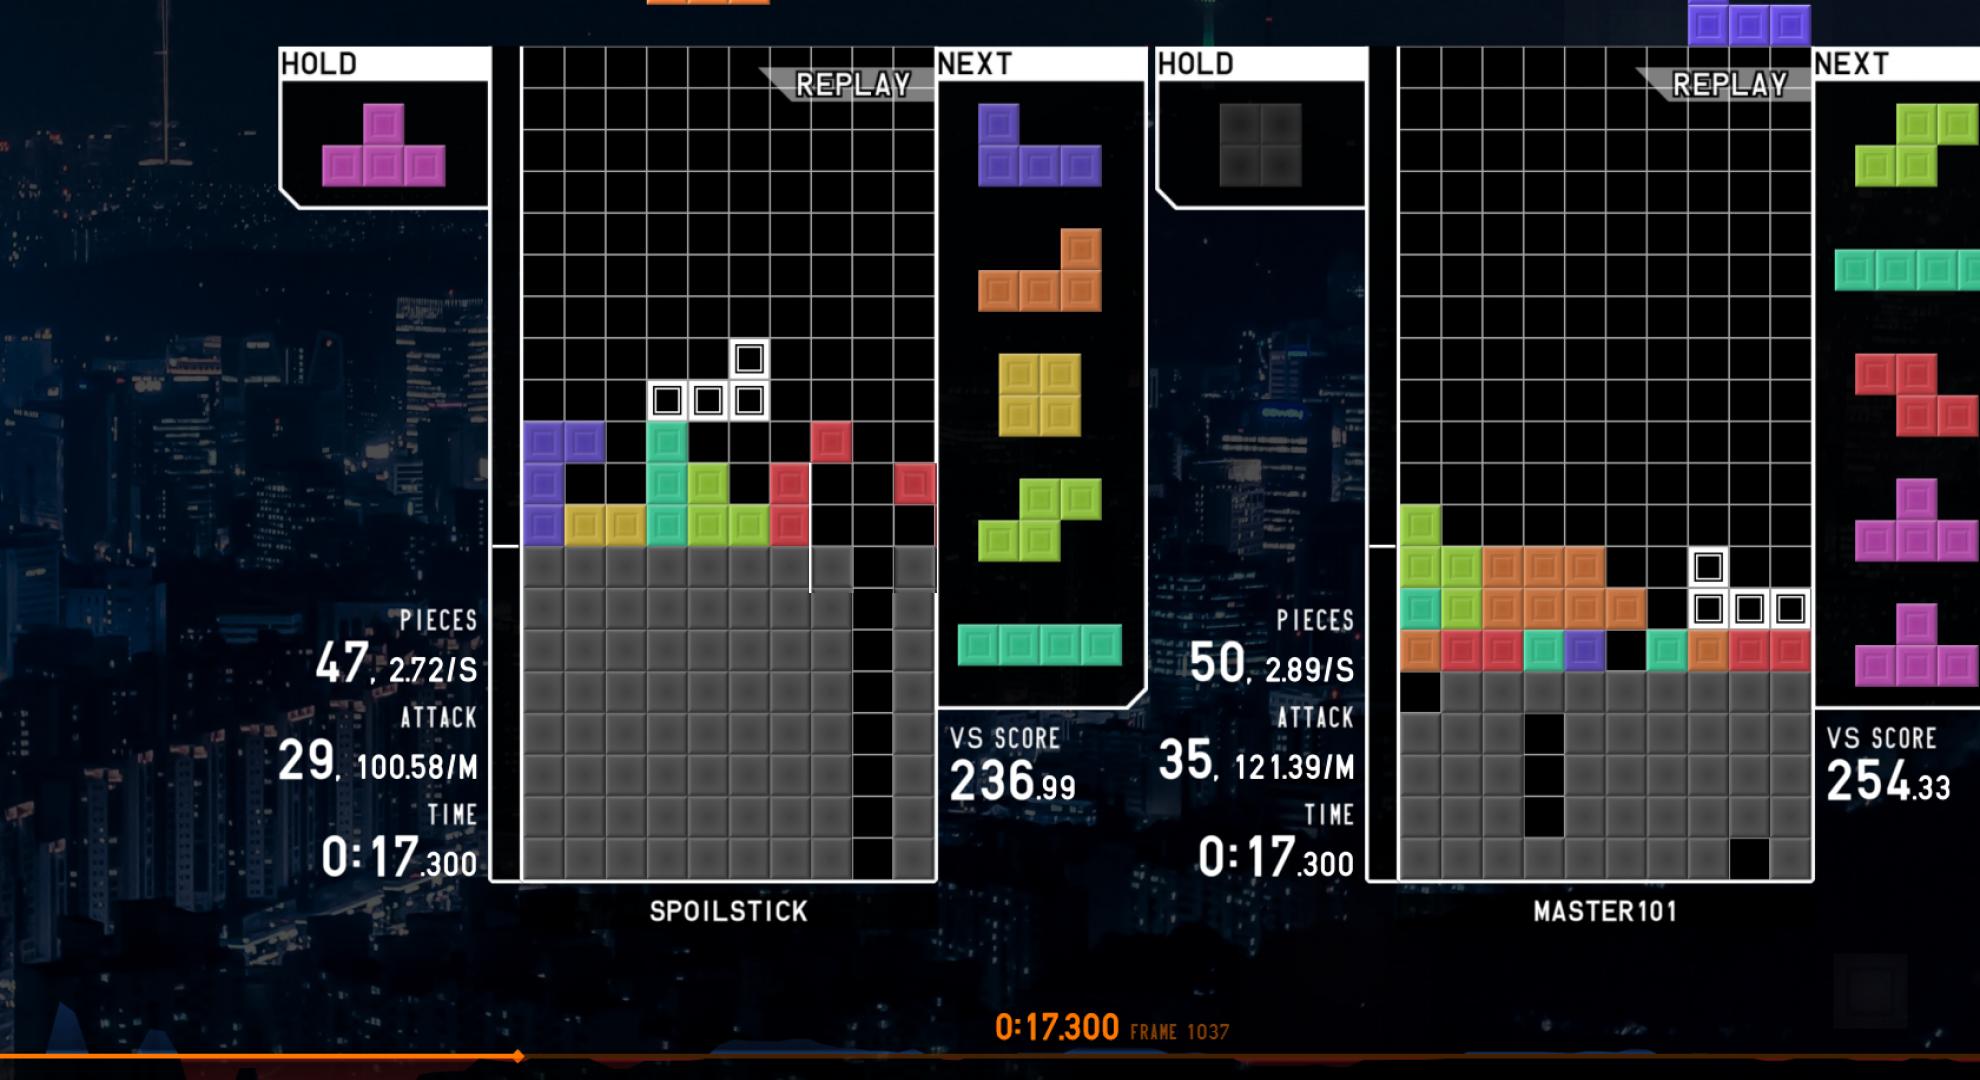 HOLD
REPLAY
NEXT
PIECES
47, 2.72/S
ATTACK
29, 100.58/M
TIME
0:17.300
VS SCORE
236.99
SPOILSTICK
HOLD
REPLAY
NEXT
PIECES
50, 2.89/S
ATTACK
35, 121.39/M
TIME
0:17.300
VS SCORE
254.33
MASTER101
0:17.300 FRAME 1037